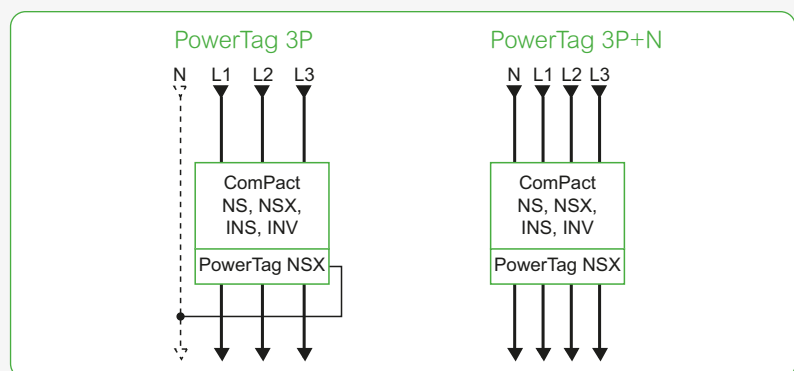 PowerTag 3P
N L1 L2 L3
ComPact
NS, NSX,
INS, INV
PowerTag NSX
PowerTag 3P+N
N L1 L2 L3
ComPact
NS, NSX,
INS, INV
PowerTag NSX